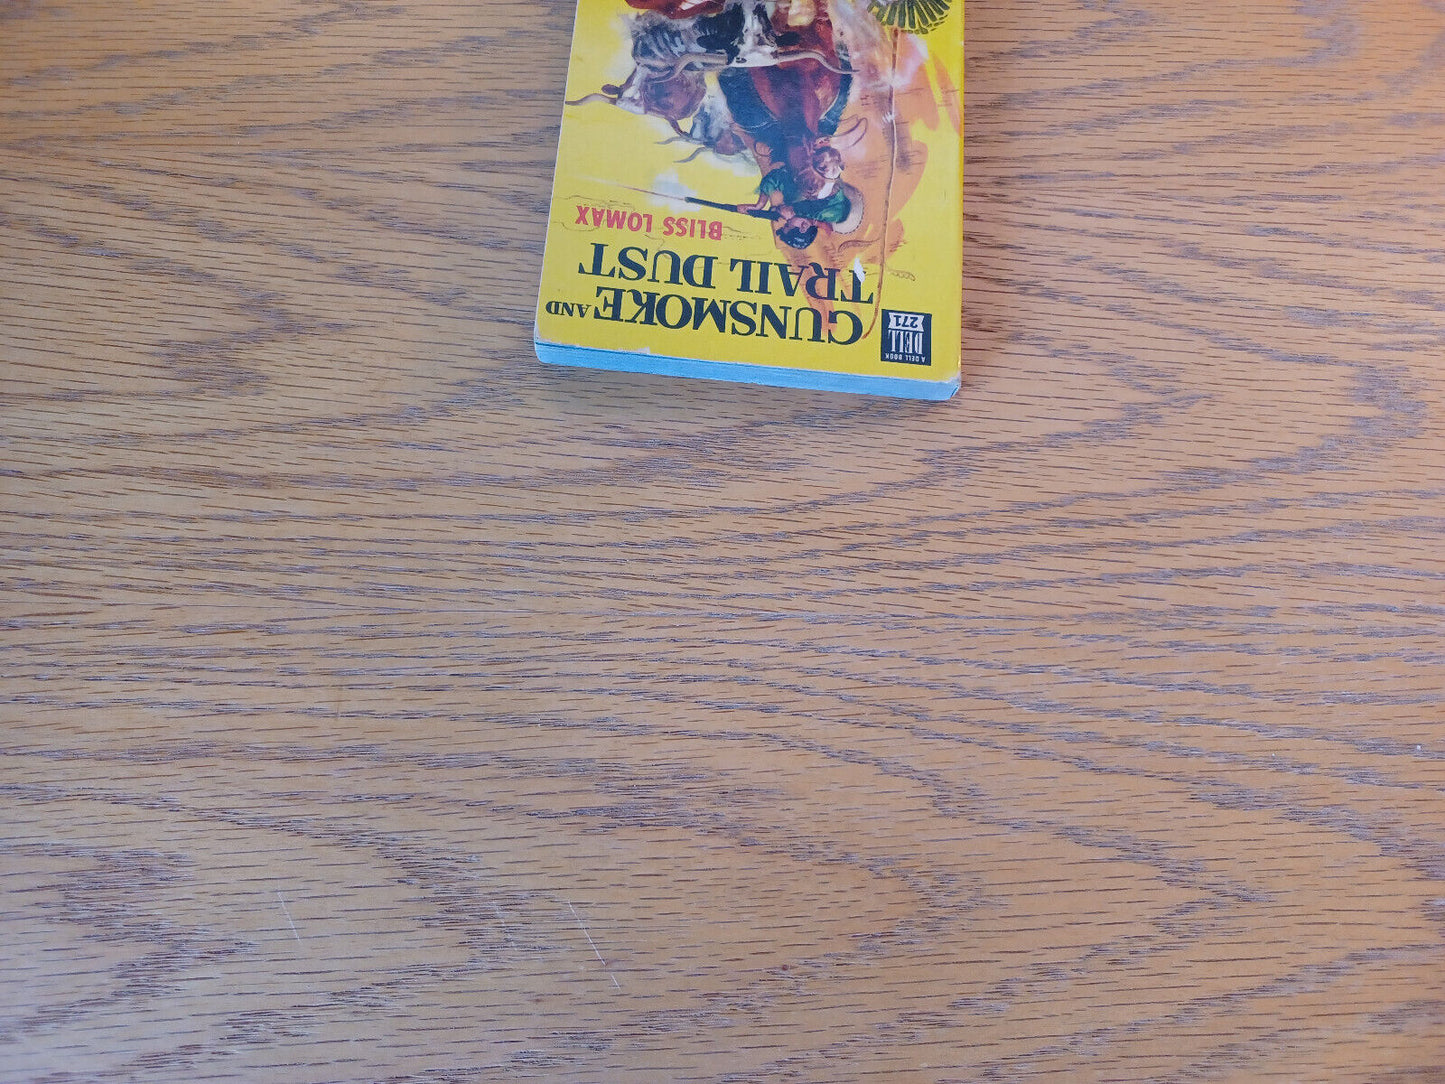 A DELL BOOK
DELL
271
GUNSMOKE AND
TRAIL DUST
BLISS LOMAX